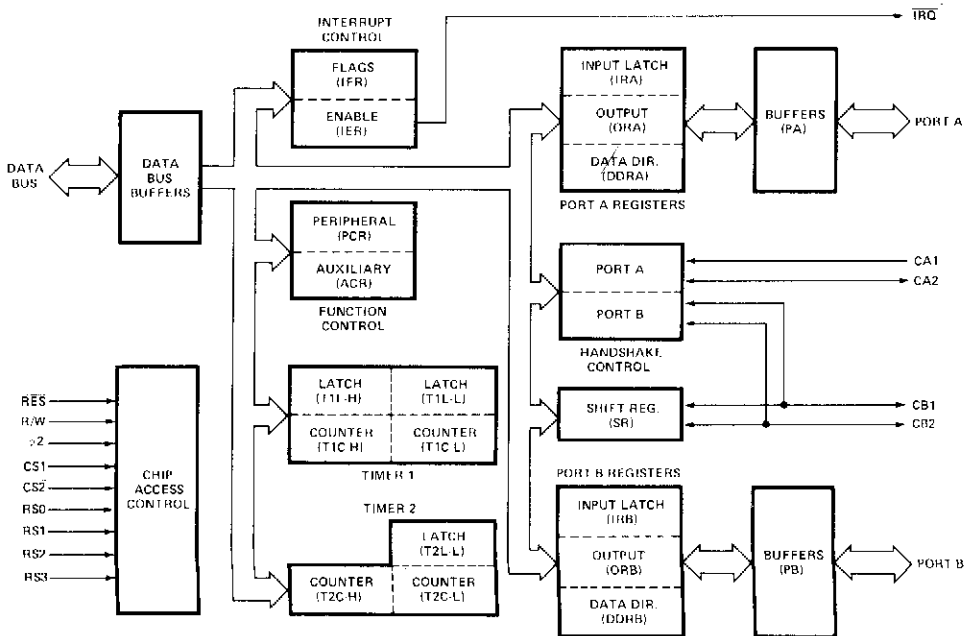 INTERRUPT
CONTROL
FLAGS
(IFR)
ENABLE
(IER)
IRQ
INPUT LATCH
(IRA)
OUTPUT
(ORA)
DATA DIR.
(DDRA)
PORT A REGISTERS
BUFFERS
(PA)
PORT A
DATA
BUS
DATA
BUS
BUFFERS
PERIPHERAL
(PCR)
AUXILIARY
(ACR)
FUNCTION
CONTROL
PORT A
PORT B
HANDSHAKE
CONTROL
CA1
CA2
LATCH
(T1L-H)
LATCH
(T1L-L)
COUNTER
(T1C-H)
COUNTER
(T1C-L)
TIMER 1
SHIFT REG.
(SR)
CB1
CB2
RES
R/W
CS1
CS2
RS0
RS1
RS2
RS3
CHIP
ACCESS
CONTROL
TIMER 2
LATCH
(T2L-L)
COUNTER
(T2C-H)
COUNTER
(T2C-L)
PORT B REGISTERS
INPUT LATCH
(IRB)
OUTPUT
(ORB)
DATA DIR.
(DDRB)
BUFFERS
(PB)
PORT B